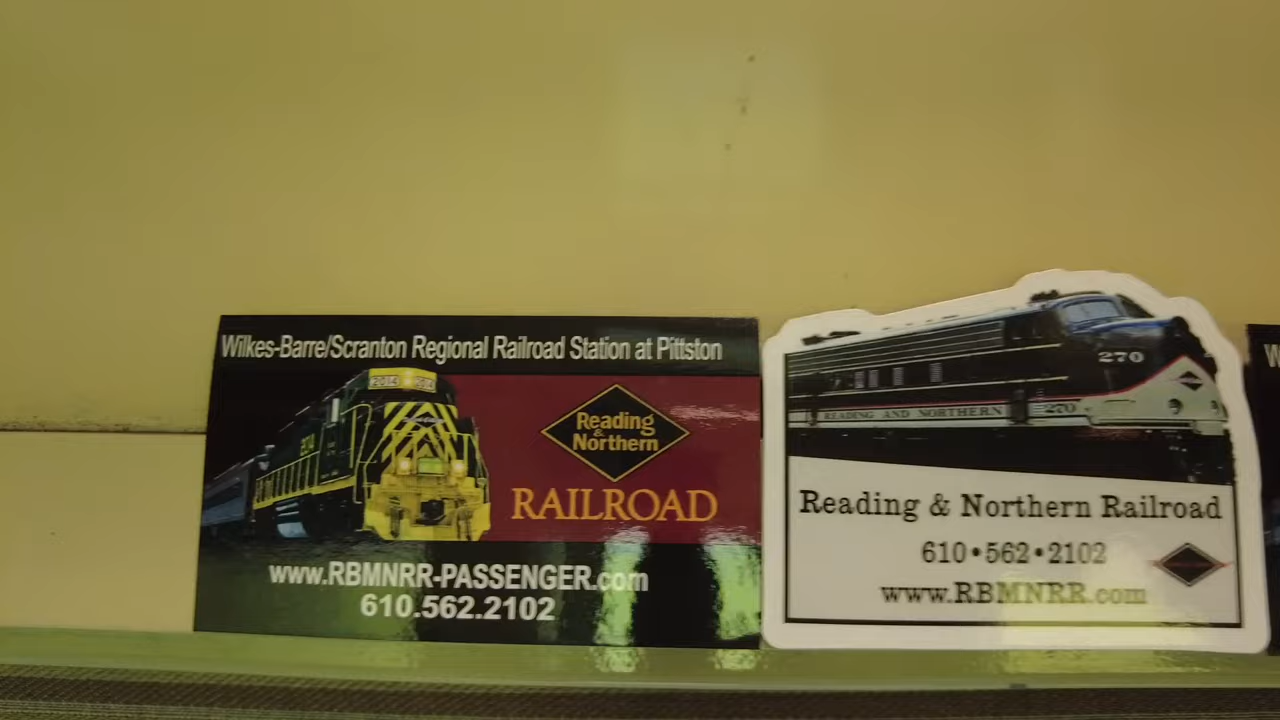 Wilkes-Barre/Scranton Regional Railroad Station at Pittston
2014
Reading
&
Northern
RAILROAD
www.RBMNRR-PASSENGER.com
610.562.2102
270
READING AND NORTHERN 270
Reading & Northern Railroad
610•562•2102
www.RBMNRR.com
W